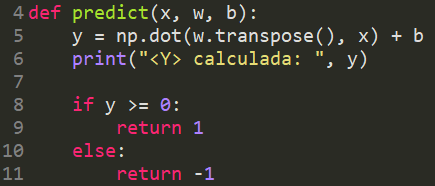 4 def predict(x, w, b):
5     y = np.dot(w.transpose(), x) + b
6     print("<Y> calculada: ", y)
7
8     if y >= 0:
9         return 1
10     else:
11         return -1